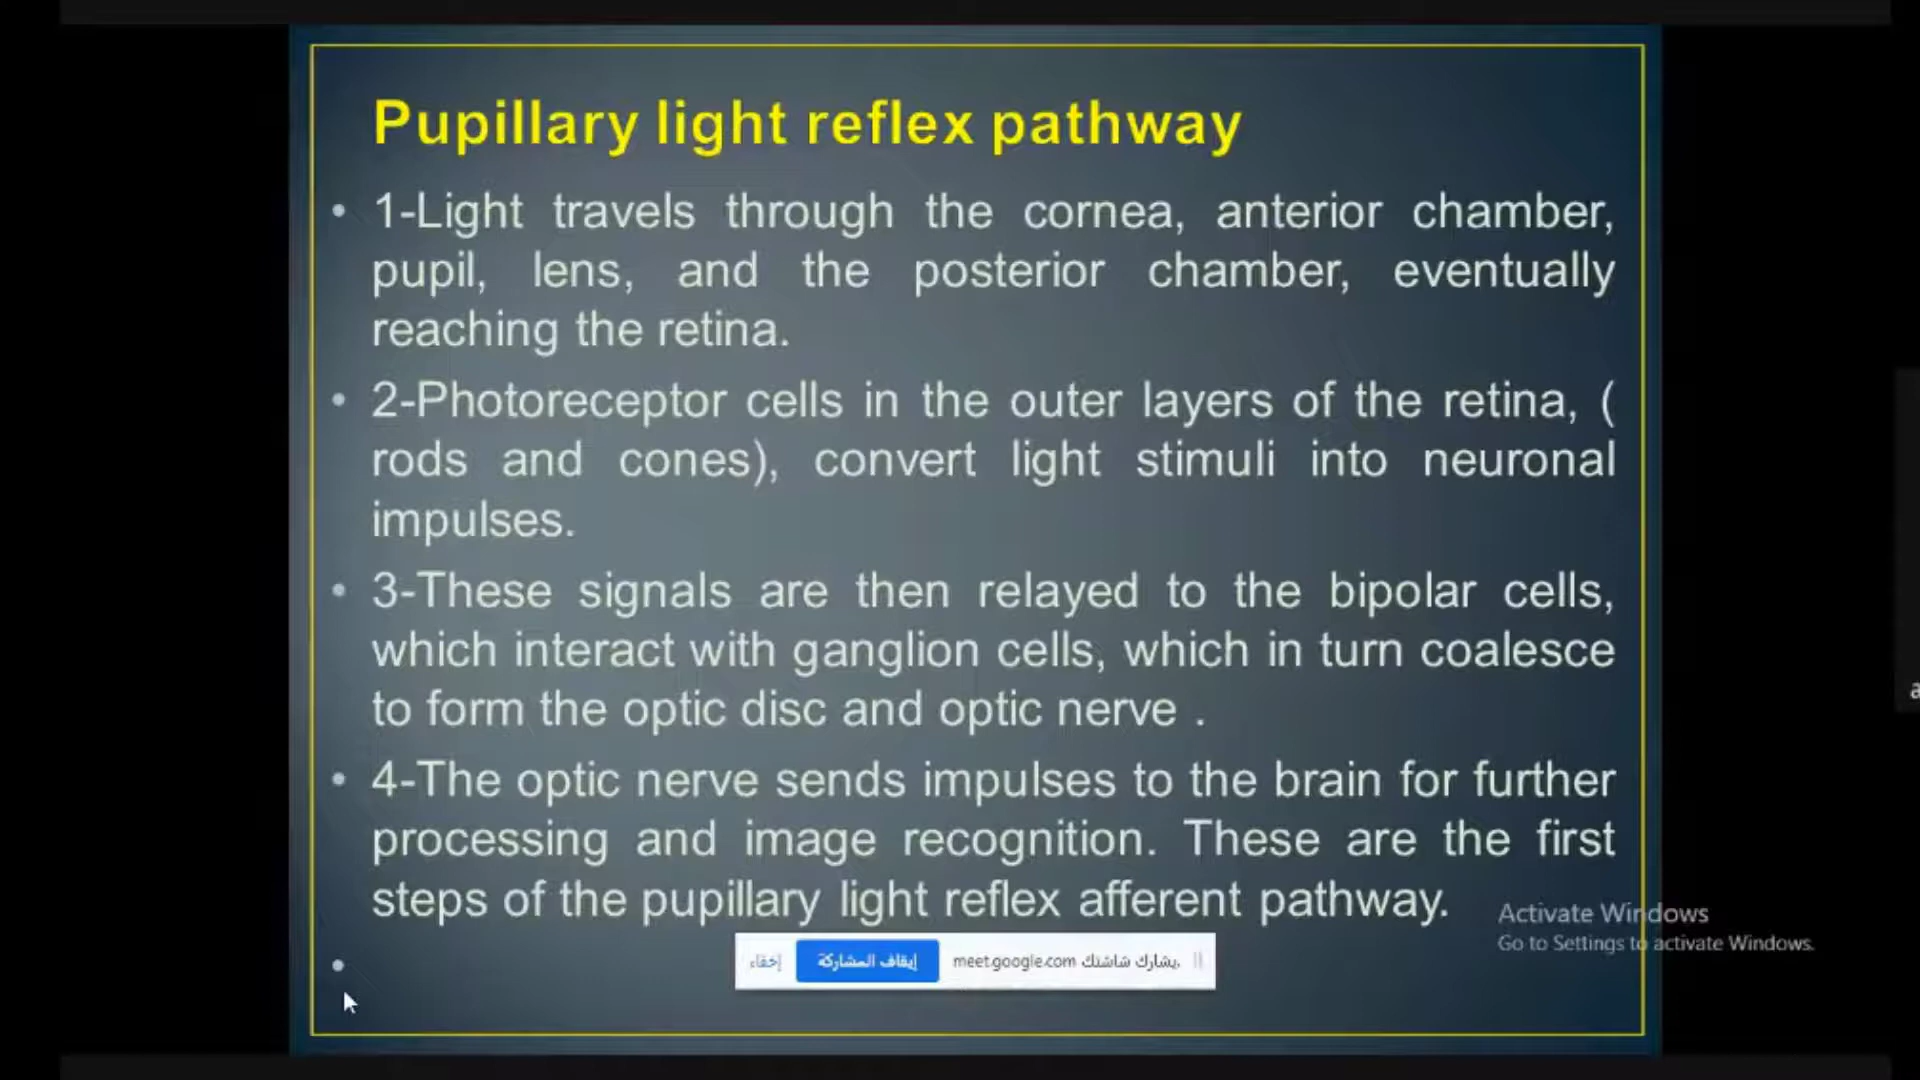 Pupillary light reflex pathway
• 1-Light travels through the cornea, anterior chamber,
pupil, lens, and the posterior chamber, eventually
reaching the retina.
• 2-Photoreceptor cells in the outer layers of the retina, (
rods and cones), convert light stimuli into neuronal
impulses.
• 3-These signals are then relayed to the bipolar cells,
which interact with ganglion cells, which in turn coalesce
to form the optic disc and optic nerve .
• 4-The optic nerve sends impulses to the brain for further
processing and image recognition. These are the first
steps of the pupillary light reflex afferent pathway.
•
يشارك شاشتك meet.google.com. إيقاف المشاركة إخفاء
Activate Windows
Go to Settings to activate Windows.
a